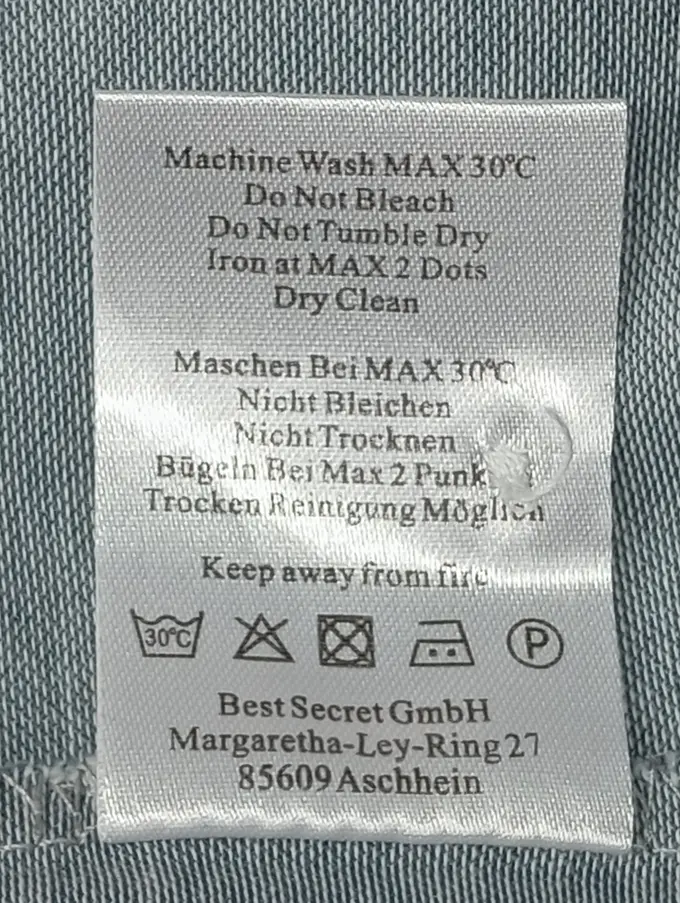 Machine Wash MAX 30°C
Do Not Bleach
Do Not Tumble Dry
Iron at MAX 2 Dots
Dry Clean
Maschen Bei MAX 30°C
Nicht Bleichen
Nicht Trocknen
Bügeln Bei Max 2 Punkt
Trocken Reinigung Möglich
Keep away from fire
30°C P
Best Secret GmbH
Margaretha-Ley-Ring 27
85609 Aschhein